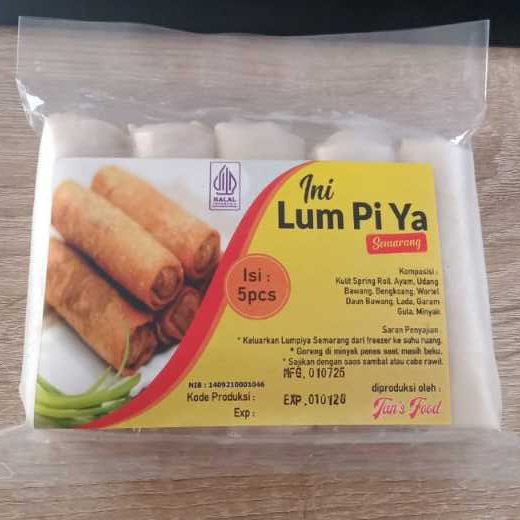 HALAL
INDONESIA
Ini
Lum Pi Ya
Semarang
Isi :
5pcs
Komposisi :
Kulit Spring Roll, Ayam, Udang
Bawang, Bengkoang, Wortel
Daun Bawang, Lada, Garam
Gula, Minyak
Saran Penyajian :
* Keluarkan Lumpiya Semarang dari freezer ke suhu ruang.
* Goreng di minyak panas saat masih beku.
* Sajikan dengan saos sambal atau cabe rawit.
MFG. 010725
NIB : 1409210001046
Kode Produksi :
EXP .010126
Exp :
diproduksi oleh :
Tan's Food